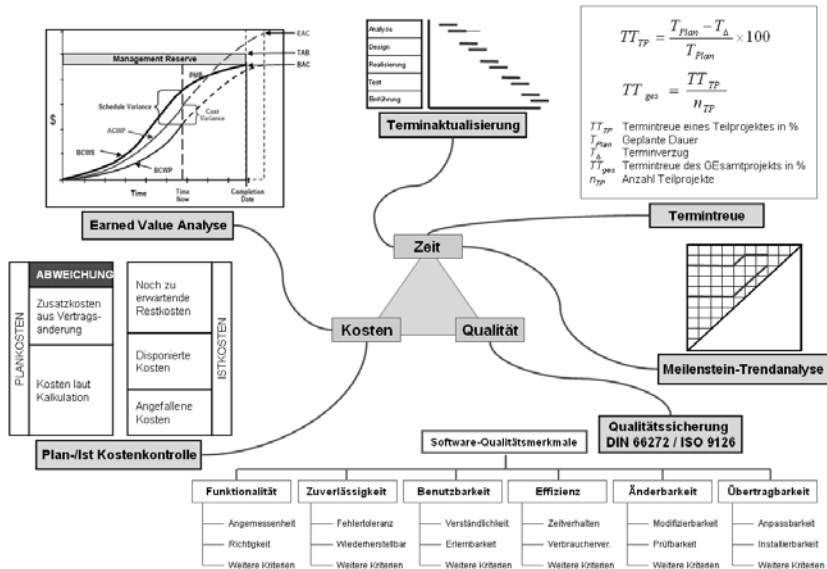 EAC
TAB
BAC
Management Reserve
PMB
Schedule Variance
Cost
Variance
ACWP
BCWS
BCWP
$
Time
Time
Now
Completion
Date
Earned Value Analyse
Analyse
Design
Realisierung
Test
Einführung
Terminaktualisierung
TT_TP = (T_Plan − T_Δ) / T_Plan × 100
TT_ges = TT_TP / n_TP
TT_TP Termintreue eines Teilprojektes in %
T_Plan Geplante Dauer
T_Δ Terminverzug
TT_ges Termintreue des GEsamtprojekts in %
n_TP Anzahl Teilprojekte
Termintreue
Zeit
Kosten
Qualität
PLANKOSTEN
ABWEICHUNG
Zusatzkosten
aus Vertrags-
änderung
Kosten laut
Kalkulation
Noch zu
erwartende
Restkosten
Disponierte
Kosten
Angefallene
Kosten
ISTKOSTEN
Plan-/Ist Kostenkontrolle
Meilenstein-Trendanalyse
Qualitätssicherung
DIN 66272 / ISO 9126
Software-Qualitätsmerkmale
Funktionalität
Zuverlässigkeit
Benutzbarkeit
Effizienz
Änderbarkeit
Übertragbarkeit
Angemessenheit
Fehlertoleranz
Verständlichkeit
Zeitverhalten
Modifizierbarkeit
Anpassbarkeit
Richtigkeit
Wiederherstellbar
Erlernbarkeit
Verbraucherver.
Prüfbarkeit
Installierbarkeit
Weitere Kriterien
Weitere Kriterien
Weitere Kriterien
Weitere Kriterien
Weitere Kriterien
Weitere Kriterien